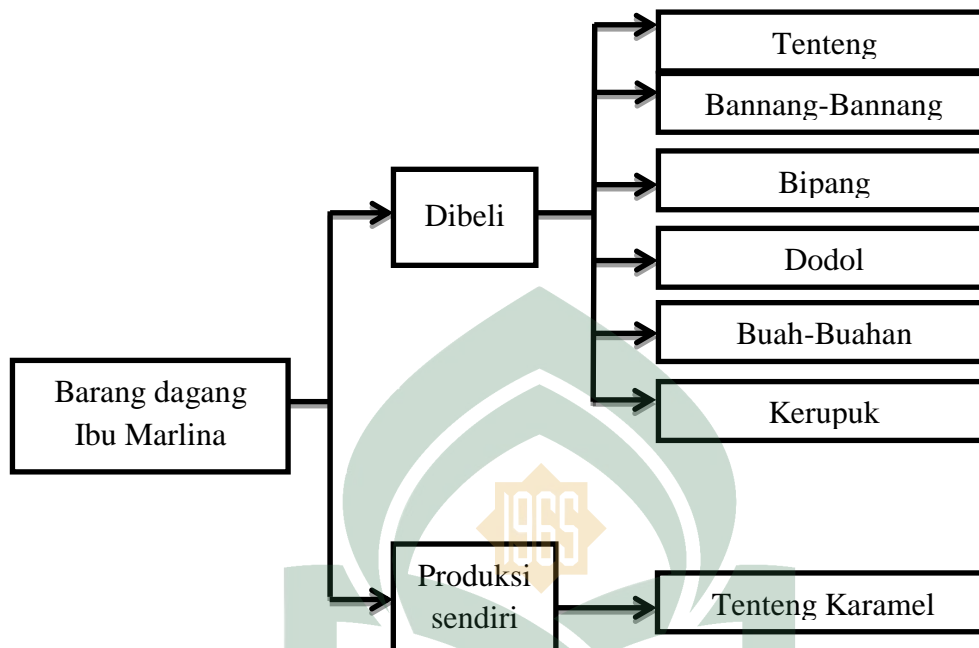 Tenteng
Bannang-Bannang
Bipang
Dibeli
Dodol
Buah-Buahan
Barang dagang
Ibu Marlina
Kerupuk
1965
Produksi
sendiri
Tenteng Karamel